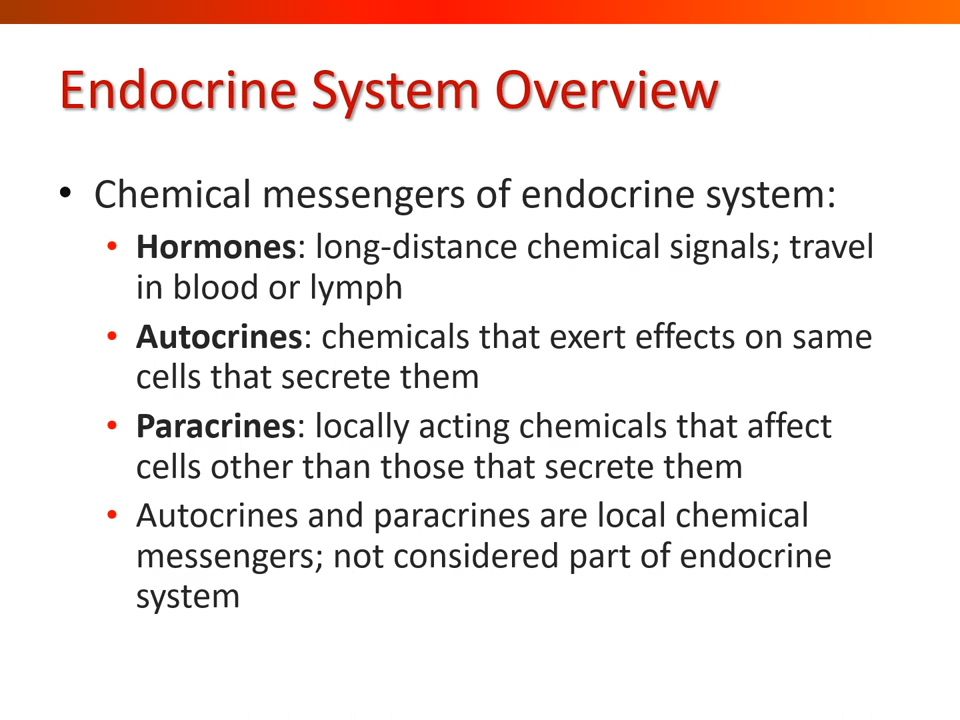 Endocrine System Overview
• Chemical messengers of endocrine system:
• Hormones: long-distance chemical signals; travel
in blood or lymph
• Autocrines: chemicals that exert effects on same
cells that secrete them
• Paracrines: locally acting chemicals that affect
cells other than those that secrete them
• Autocrines and paracrines are local chemical
messengers; not considered part of endocrine
system